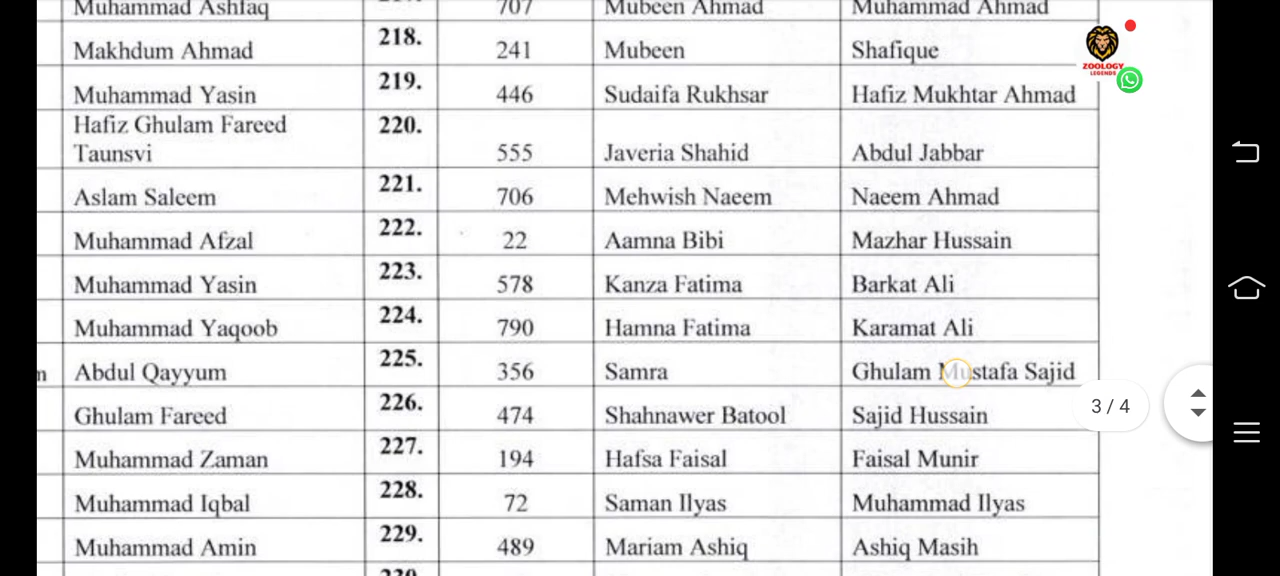 Muhammad Ashfaq 217. 707 Mubeen Ahmad Muhammad Ahmad
Makhdum Ahmad 218. 241 Mubeen Shafique
ZOOLOGY
LEGENDS
Muhammad Yasin 219. 446 Sudaifa Rukhsar Hafiz Mukhtar Ahmad
Hafiz Ghulam Fareed
Taunsvi 220. 555 Javeria Shahid Abdul Jabbar
Aslam Saleem 221. 706 Mehwish Naeem Naeem Ahmad
Muhammad Afzal 222. 22 Aamna Bibi Mazhar Hussain
Muhammad Yasin 223. 578 Kanza Fatima Barkat Ali
Muhammad Yaqoob 224. 790 Hamna Fatima Karamat Ali
Abdul Qayyum 225. 356 Samra Ghulam Mustafa Sajid
Ghulam Fareed 226. 474 Shahnawer Batool Sajid Hussain
3 / 4
Muhammad Zaman 227. 194 Hafsa Faisal Faisal Munir
Muhammad Iqbal 228. 72 Saman Ilyas Muhammad Ilyas
Muhammad Amin 229. 489 Mariam Ashiq Ashiq Masih
230.